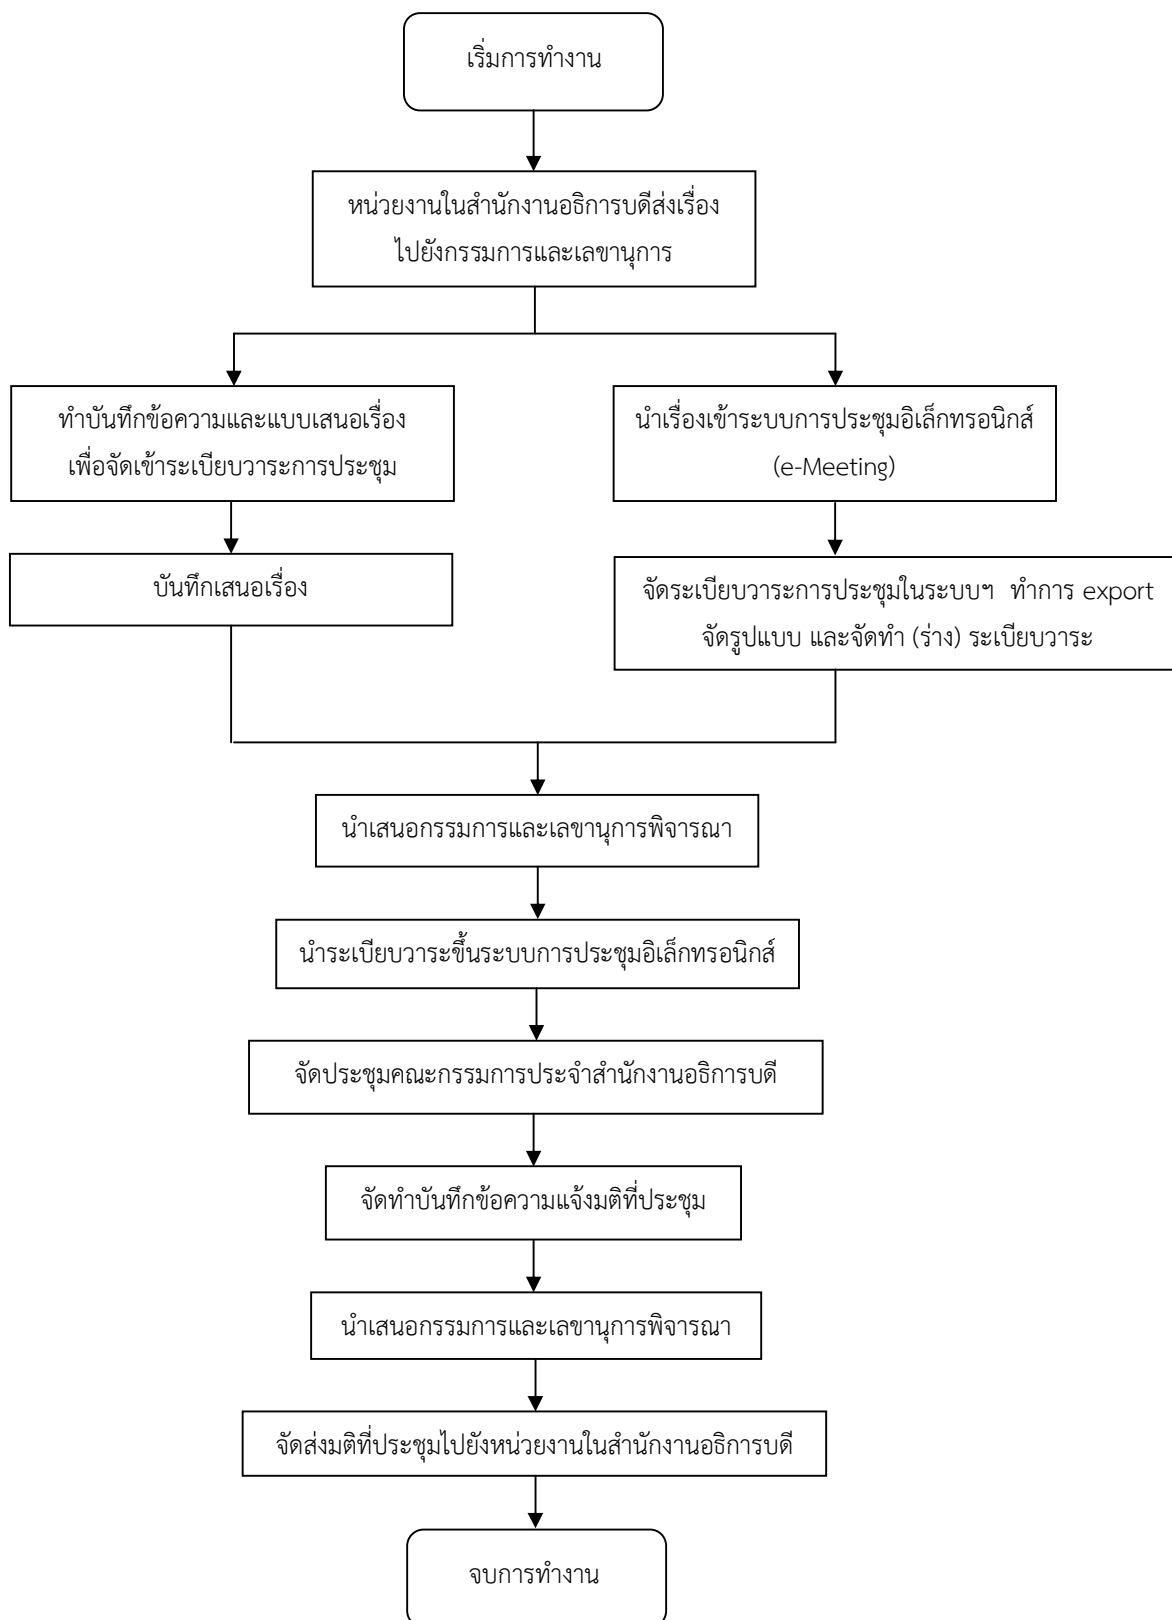 เริ่มการทำงาน
หน่วยงานในสำนักงานอธิการบดีส่งเรื่อง
ไปยังกรรมการและเลขานุการ
ทำบันทึกข้อความและแบบเสนอเรื่อง
เพื่อจัดเข้าระเบียบวาระการประชุม
นำเรื่องเข้าระบบการประชุมอิเล็กทรอนิกส์
(e-Meeting)
บันทึกเสนอเรื่อง
จัดระเบียบวาระการประชุมในระบบฯ ทำการ export
จัดรูปแบบ และจัดทำ (ร่าง) ระเบียบวาระ
นำเสนอกรรมการและเลขานุการพิจารณา
นำระเบียบวาระขึ้นระบบการประชุมอิเล็กทรอนิกส์
จัดประชุมคณะกรรมการประจำสำนักงานอธิการบดี
จัดทำบันทึกข้อความแจ้งมติที่ประชุม
นำเสนอกรรมการและเลขานุการพิจารณา
จัดส่งมติที่ประชุมไปยังหน่วยงานในสำนักงานอธิการบดี
จบการทำงาน